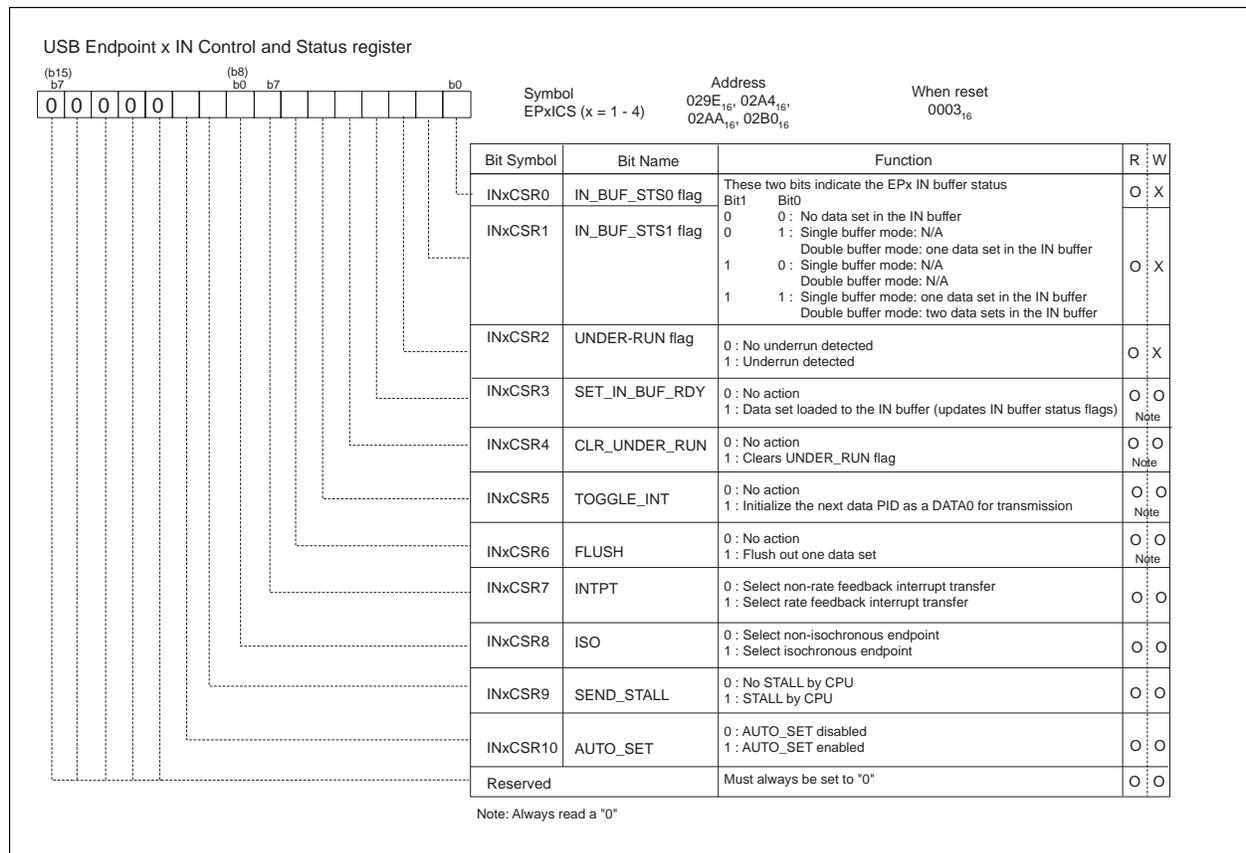 USB Endpoint x IN Control and Status register
(b15) (b8)
b7 b0 b7 b0
0 0 0 0 0
Symbol Address When reset
EPxICS (x = 1 - 4) 029E16, 02A416, 000316
02AA16, 02B016
Bit Symbol Bit Name Function R W
INxCSR0 IN_BUF_STS0 flag These two bits indicate the EPx IN buffer status O X
Bit1 Bit0
0 0 : No data set in the IN buffer
INxCSR1 IN_BUF_STS1 flag 0 1 : Single buffer mode: N/A
Double buffer mode: one data set in the IN buffer
1 0 : Single buffer mode: N/A O X
Double buffer mode: N/A
1 1 : Single buffer mode: one data set in the IN buffer
Double buffer mode: two data sets in the IN buffer
INxCSR2 UNDER-RUN flag 0 : No underrun detected O X
1 : Underrun detected
INxCSR3 SET_IN_BUF_RDY 0 : No action O O
1 : Data set loaded to the IN buffer (updates IN buffer status flags) Note
INxCSR4 CLR_UNDER_RUN 0 : No action O O
1 : Clears UNDER_RUN flag Note
INxCSR5 TOGGLE_INT 0 : No action O O
1 : Initialize the next data PID as a DATA0 for transmission Note
INxCSR6 FLUSH 0 : No action O O
1 : Flush out one data set Note
INxCSR7 INTPT 0 : Select non-rate feedback interrupt transfer O O
1 : Select rate feedback interrupt transfer
INxCSR8 ISO 0 : Select non-isochronous endpoint O O
1 : Select isochronous endpoint
INxCSR9 SEND_STALL 0 : No STALL by CPU O O
1 : STALL by CPU
INxCSR10 AUTO_SET 0 : AUTO_SET disabled O O
1 : AUTO_SET enabled
Reserved Must always be set to "0" O O
Note: Always read a "0"